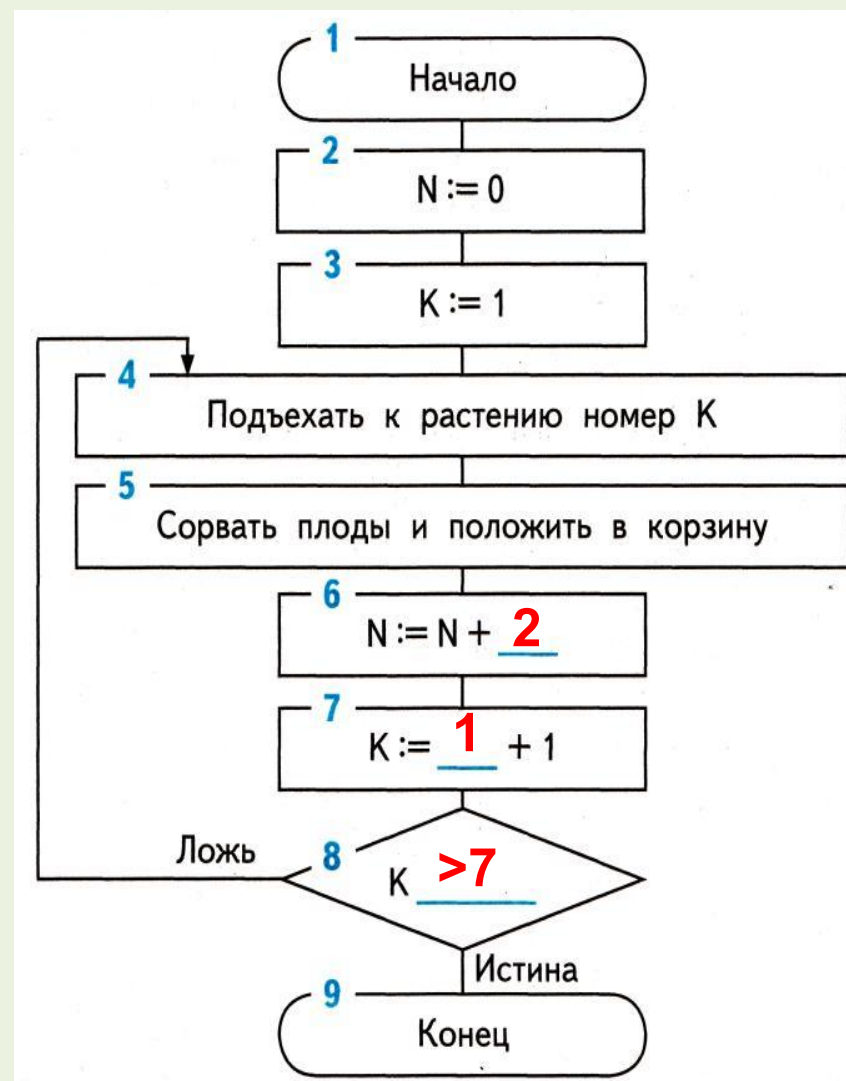 1
Начало
2
N := 0
3
K := 1
4
Подъехать к растению номер K
5
Сорвать плоды и положить в корзину
6
N := N + 2
7
K := 1 + 1
Ложь
8
K >7
Истина
9
Конец